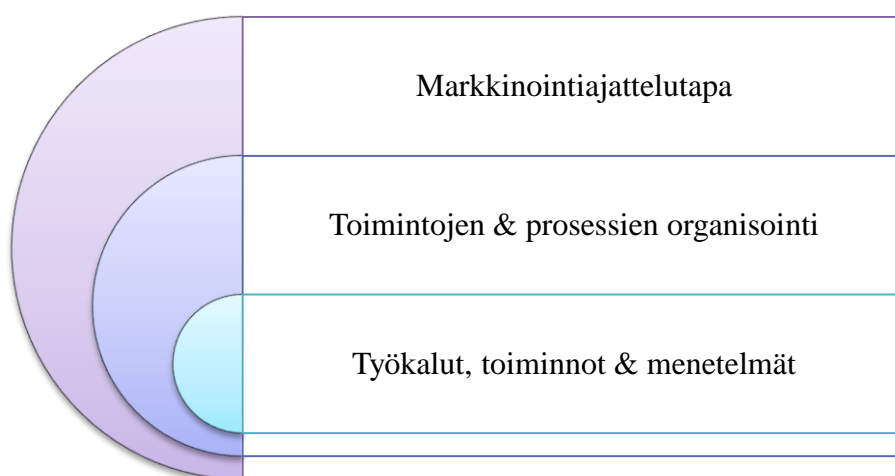 Markkinointiajattelutapa
Toimintojen & prosessien organisointi
Työkalut, toiminnot & menetelmät